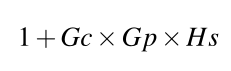 1 + Gc × Gp × Hs